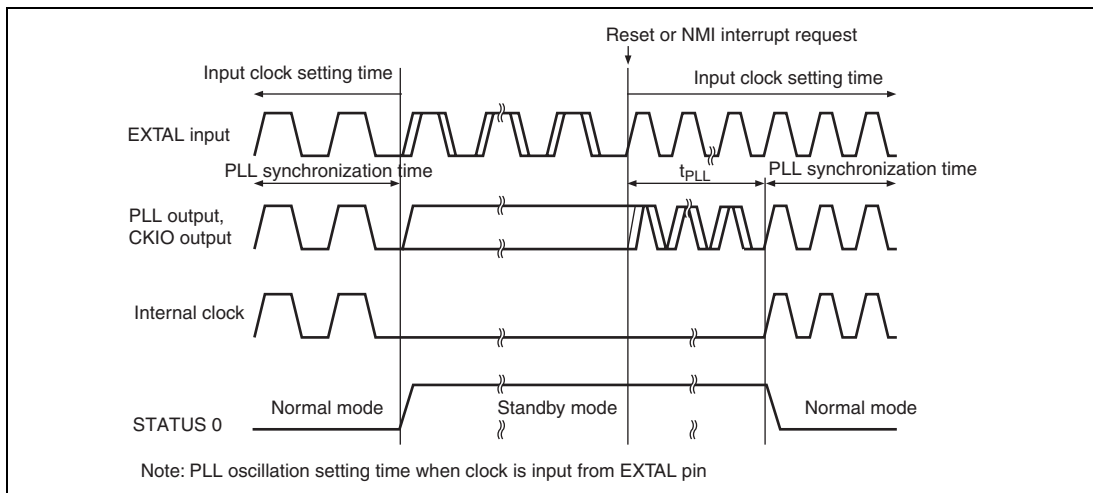 Reset or NMI interrupt request
Input clock setting time
Input clock setting time
EXTAL input
PLL synchronization time
tPLL
PLL synchronization time
PLL output,
CKIO output
Internal clock
Normal mode
Standby mode
Normal mode
STATUS 0
Note: PLL oscillation setting time when clock is input from EXTAL pin